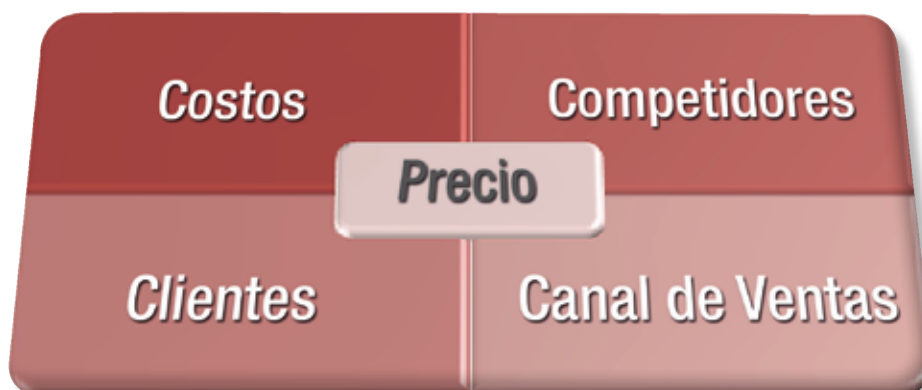 Costos
Competidores
Precio
Clientes
Canal de Ventas